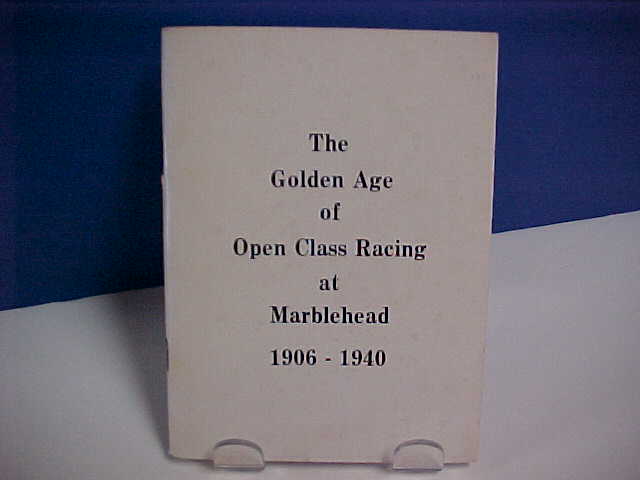 The
Golden Age
of
Open Class Racing
at
Marblehead
1906 - 1940